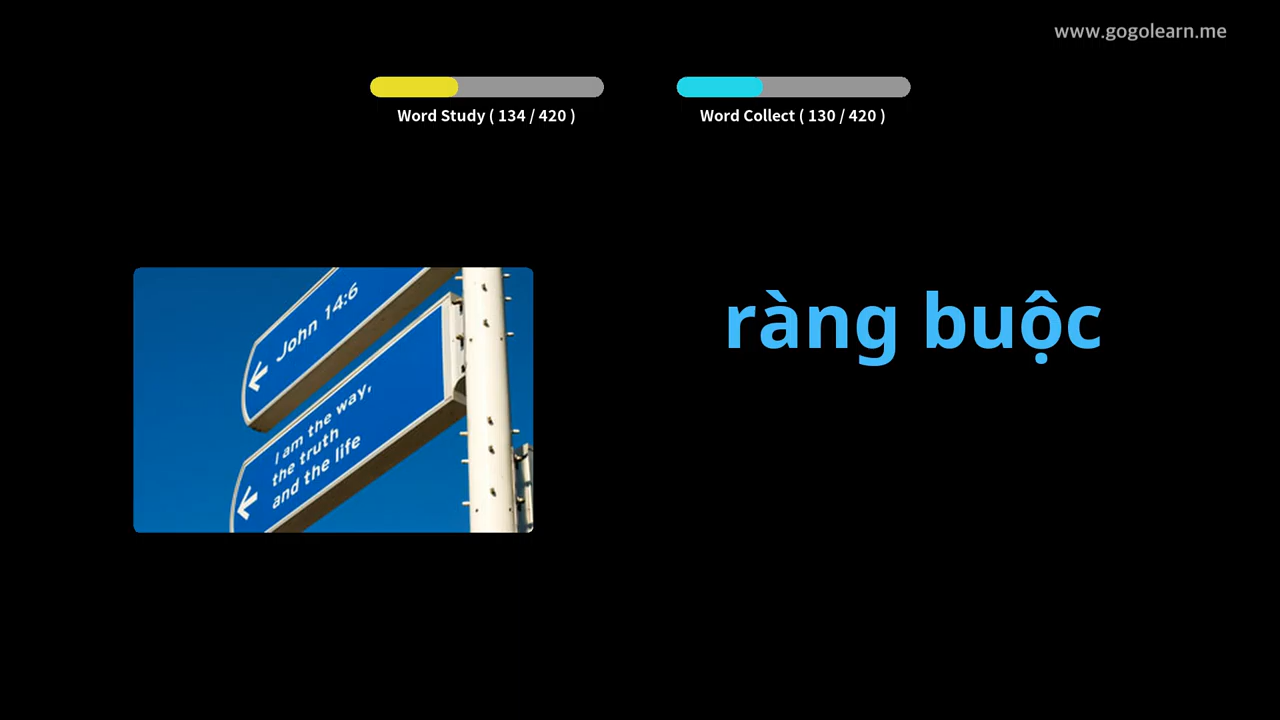 www.gogolearn.me
Word Study ( 134 / 420 )
Word Collect ( 130 / 420 )
John 14:6
I am the way,
the truth
and the life
ràng buộc